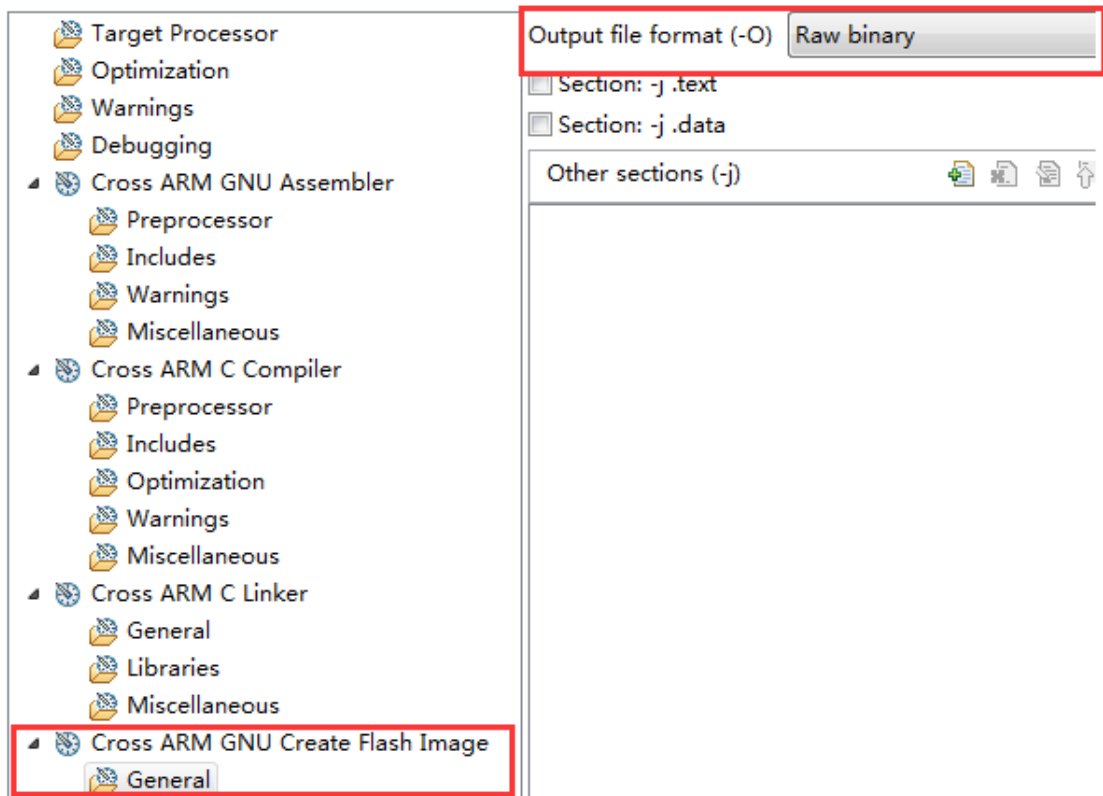 Target Processor
Optimization
Warnings
Debugging
Cross ARM GNU Assembler
Preprocessor
Includes
Warnings
Miscellaneous
Cross ARM C Compiler
Preprocessor
Includes
Optimization
Warnings
Miscellaneous
Cross ARM C Linker
General
Libraries
Miscellaneous
Cross ARM GNU Create Flash Image
General
Output file format (-O) Raw binary
Section: -j .text
Section: -j .data
Other sections (-j)